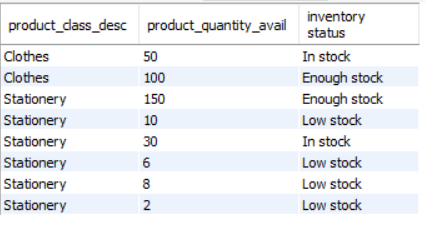 product_class_desc product_quantity_avail inventory status
Clothes 50 In stock
Clothes 100 Enough stock
Stationery 150 Enough stock
Stationery 10 Low stock
Stationery 30 In stock
Stationery 6 Low stock
Stationery 8 Low stock
Stationery 2 Low stock